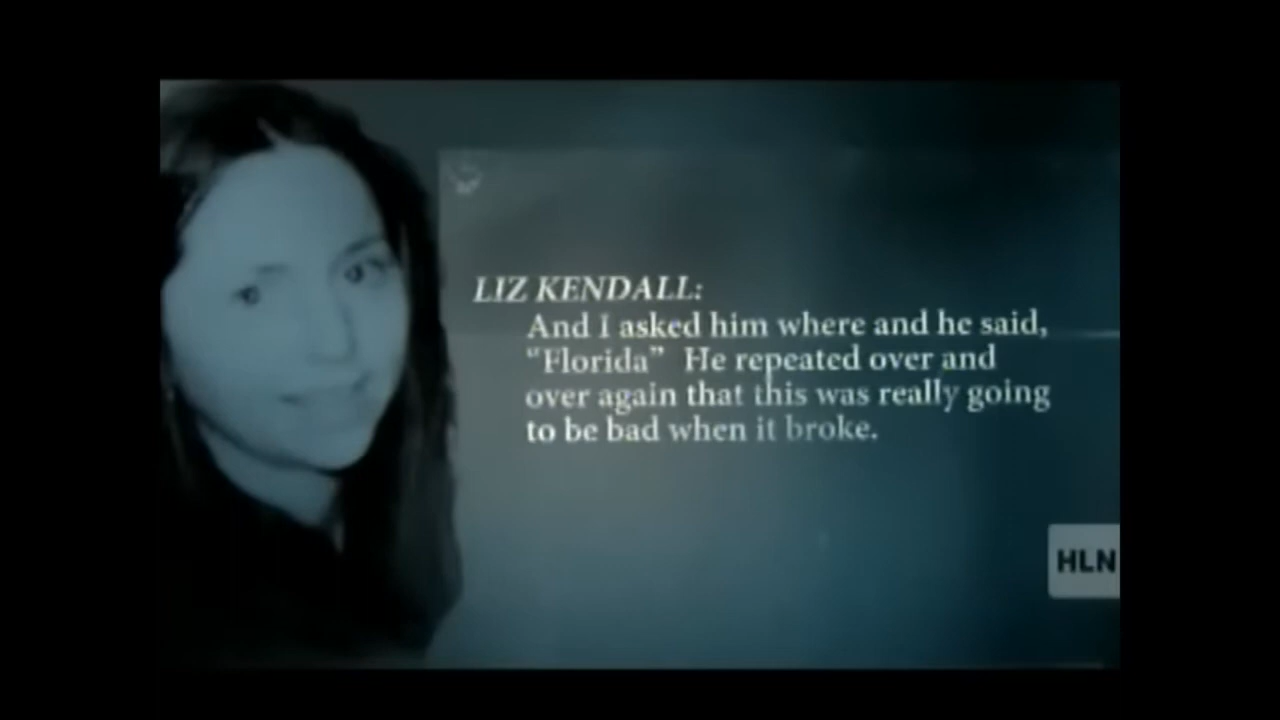 LIZ KENDALL:
And I asked him where and he said,
“Florida” He repeated over and
over again that this was really going
to be bad when it broke.
HLN